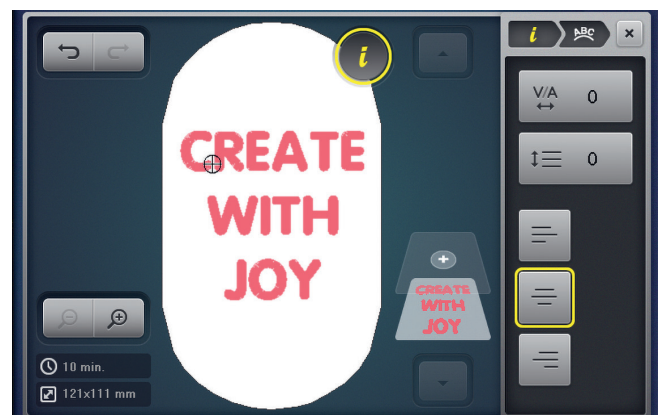 i
i
ABC
×
CREATE
WITH
JOY
V/A
0
0
CREATE
WITH
JOY
10 min.
121x111 mm